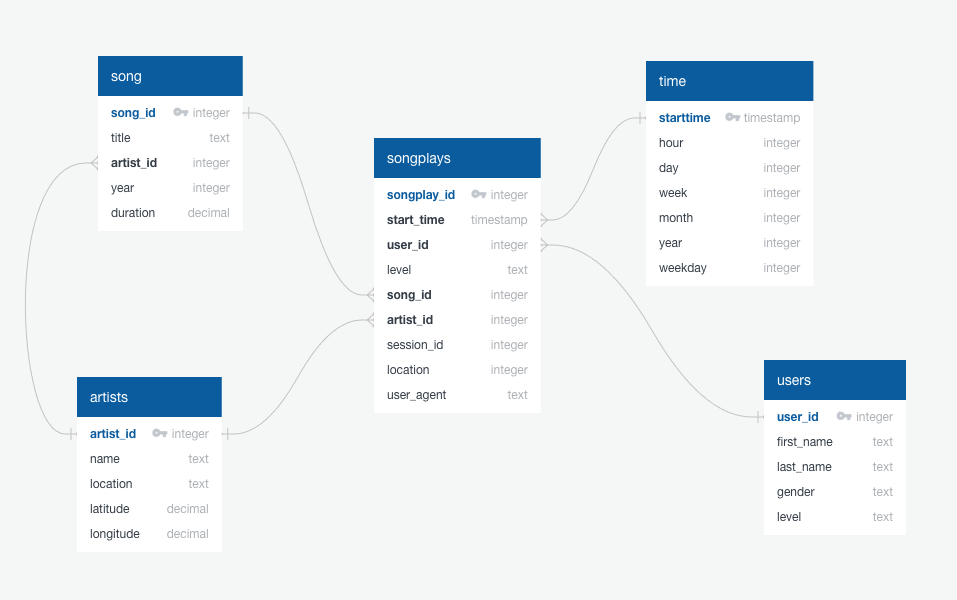 song
song_id integer
title text
artist_id integer
year integer
duration decimal
songplays
songplay_id integer
start_time timestamp
user_id integer
level text
song_id integer
artist_id integer
session_id integer
location integer
user_agent text
time
starttime timestamp
hour integer
day integer
week integer
month integer
year integer
weekday integer
artists
artist_id integer
name text
location text
latitude decimal
longitude decimal
users
user_id integer
first_name text
last_name text
gender text
level text